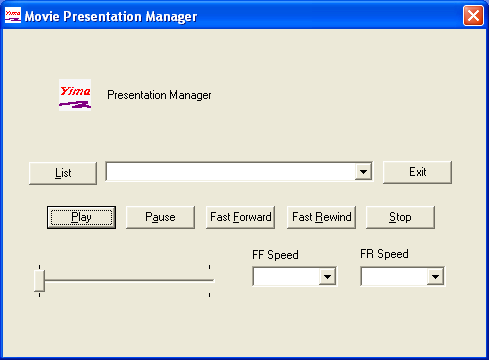 Movie Presentation Manager
Yima
Presentation Manager
List
Exit
Play
Pause
Fast Forward
Fast Rewind
Stop
FF Speed
FR Speed